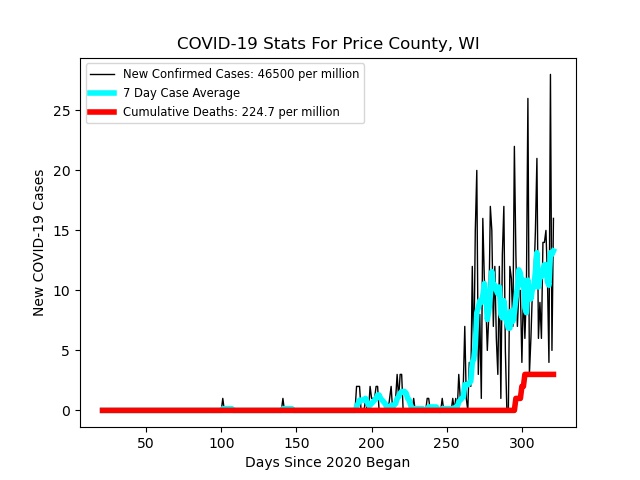 COVID-19 Stats For Price County, WI
New Confirmed Cases: 46500 per million
7 Day Case Average
Cumulative Deaths: 224.7 per million
New COVID-19 Cases
25
20
15
10
5
0
50 100 150 200 250 300
Days Since 2020 Began